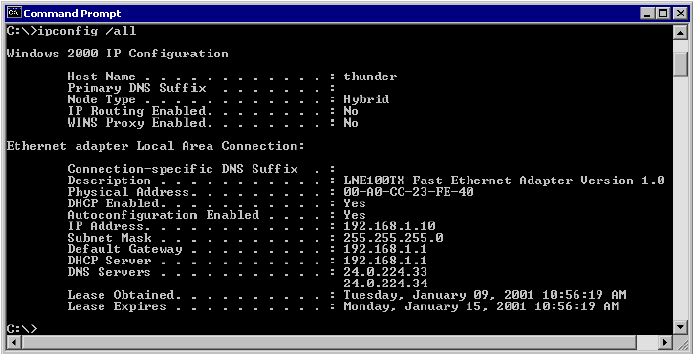 Command Prompt
C:\>ipconfig /all
Windows 2000 IP Configuration
Host Name . . . . . . . . . . . . : thunder
Primary DNS Suffix  . . . . . . . :
Node Type . . . . . . . . . . . . : Hybrid
IP Routing Enabled. . . . . . . . : No
WINS Proxy Enabled. . . . . . . . : No
Ethernet adapter Local Area Connection:
Connection-specific DNS Suffix  . :
Description . . . . . . . . . . . : LNE100TX Fast Ethernet Adapter Version 1.0
Physical Address. . . . . . . . . : 00-A0-CC-23-FE-40
DHCP Enabled. . . . . . . . . . . : Yes
Autoconfiguration Enabled . . . . : Yes
IP Address. . . . . . . . . . . . : 192.168.1.10
Subnet Mask . . . . . . . . . . . : 255.255.255.0
Default Gateway . . . . . . . . . : 192.168.1.1
DHCP Server . . . . . . . . . . . : 192.168.1.1
DNS Servers . . . . . . . . . . . : 24.0.224.33
24.0.224.34
Lease Obtained. . . . . . . . . . : Tuesday, January 09, 2001 10:56:19 AM
Lease Expires . . . . . . . . . . : Monday, January 15, 2001 10:56:19 AM
C:\>